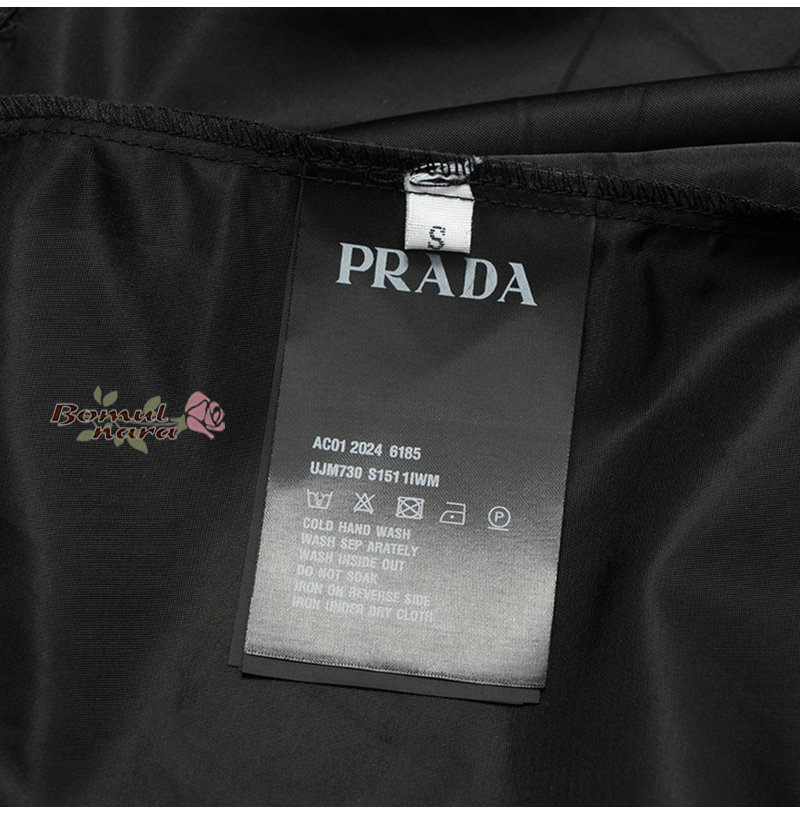 S
PRADA
Bomul
nara
AC01 2024 6185
UJM730 S1511IWM
P
COLD HAND WASH
WASH SEP ARATELY
WASH INSIDE OUT
DO NOT SOAK
IRON ON REVERSE SIDE
IRON UNDER DRY CLOTH